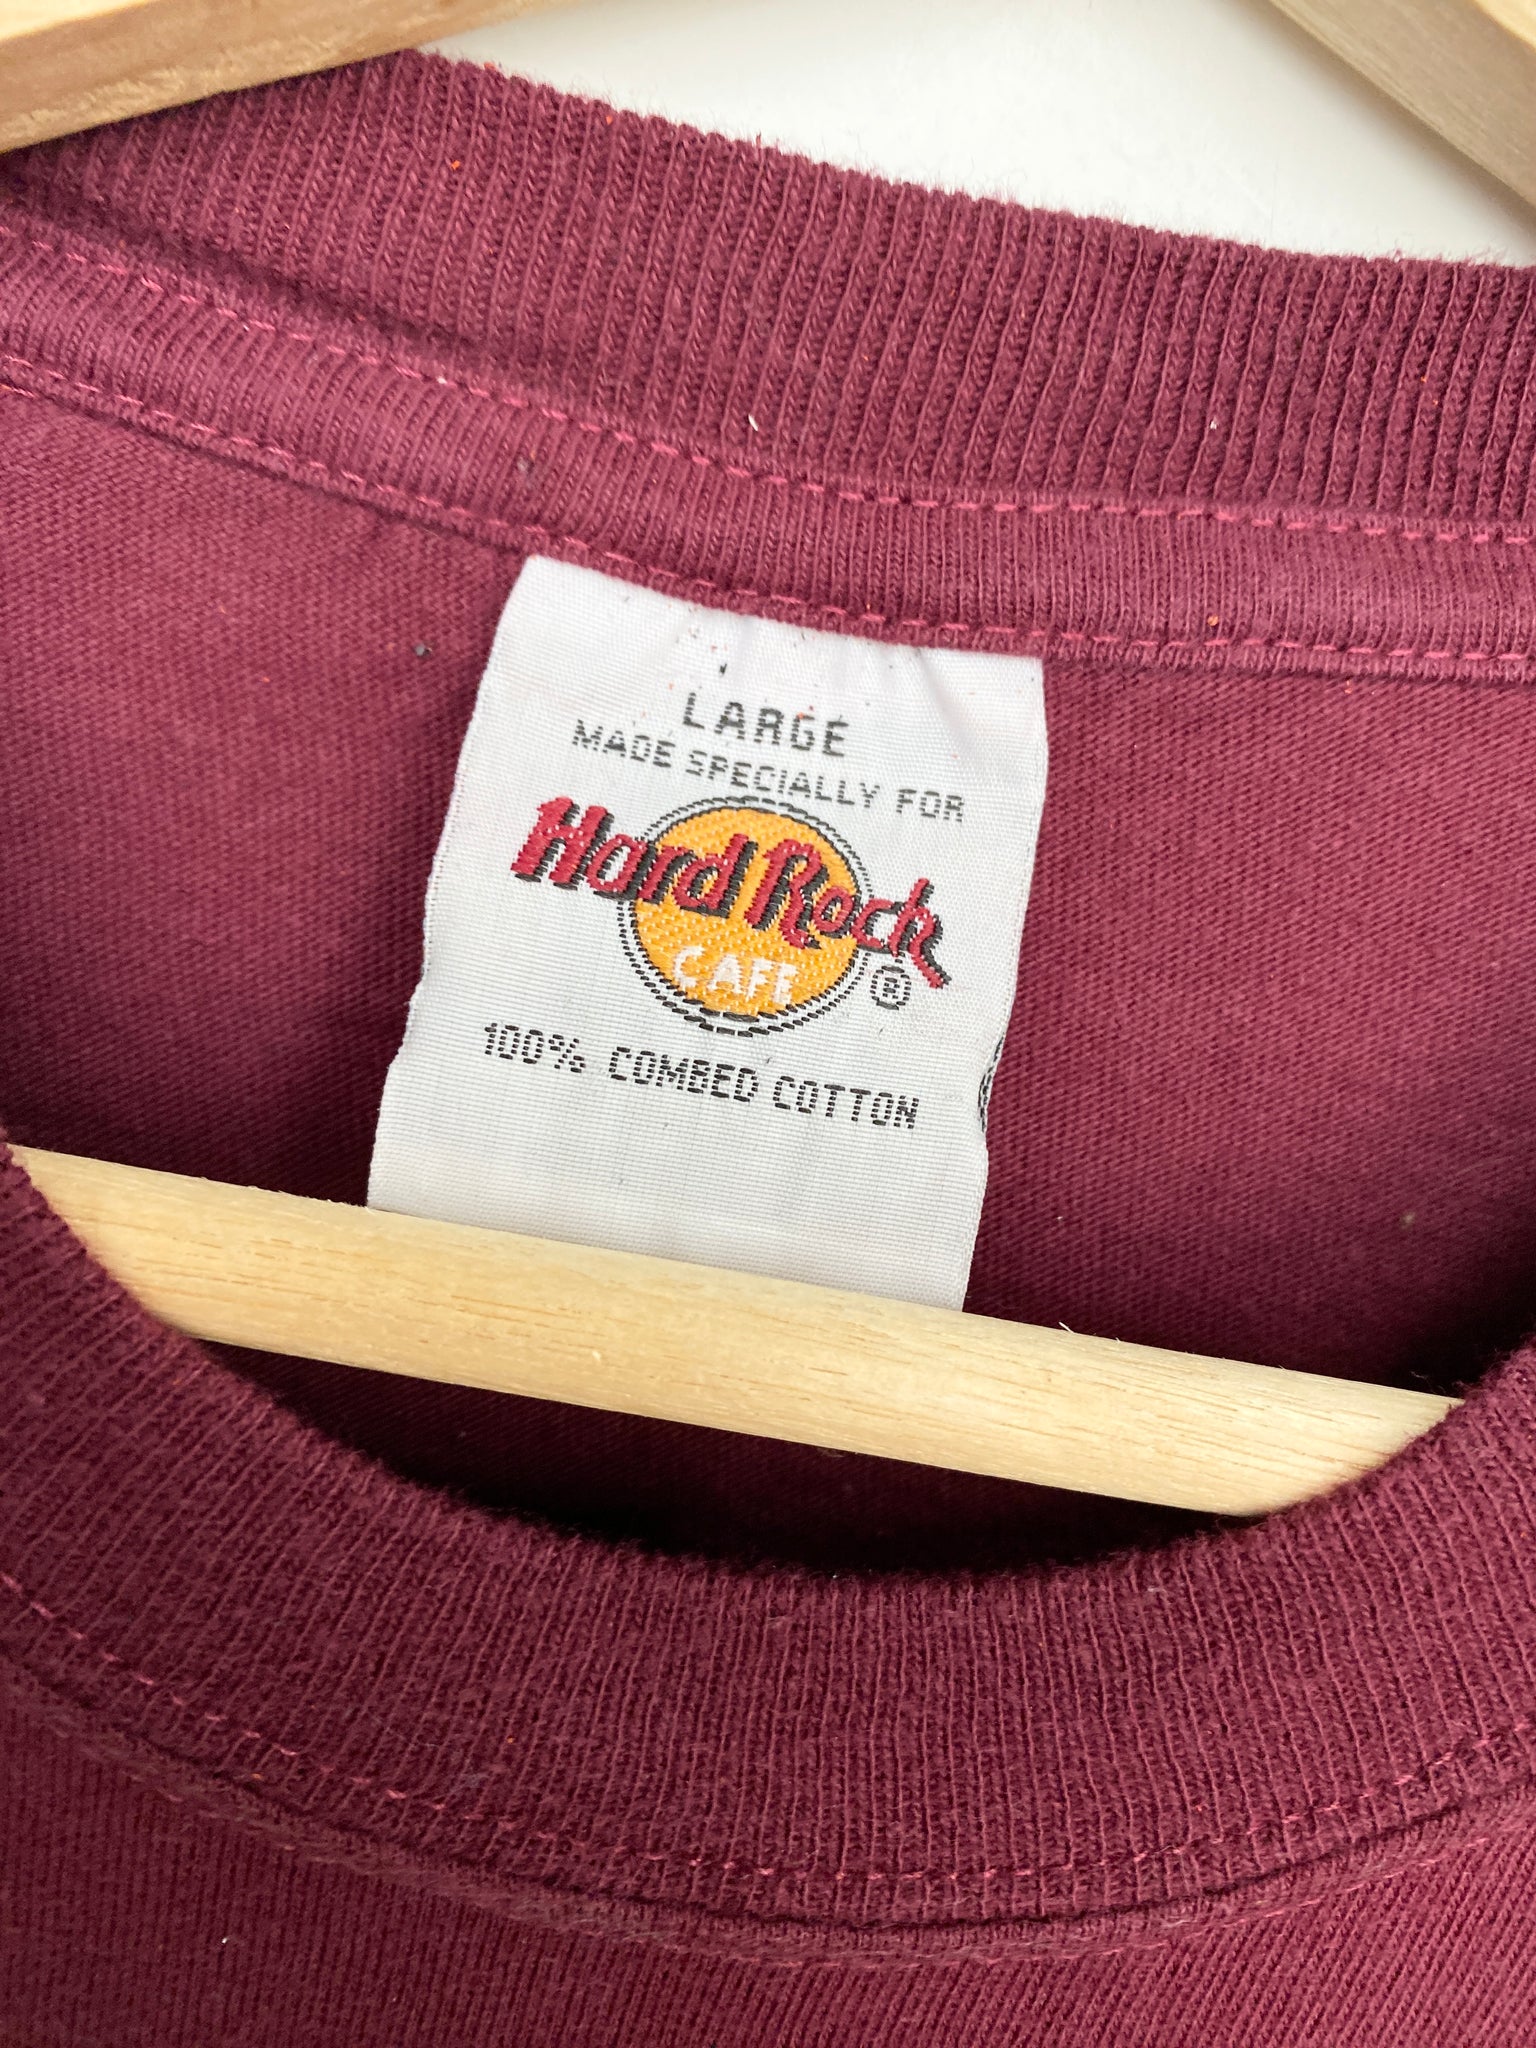 LARGE
MADE SPECIALLY FOR
Hard Rock
CAFE ®
100% COMBED COTTON